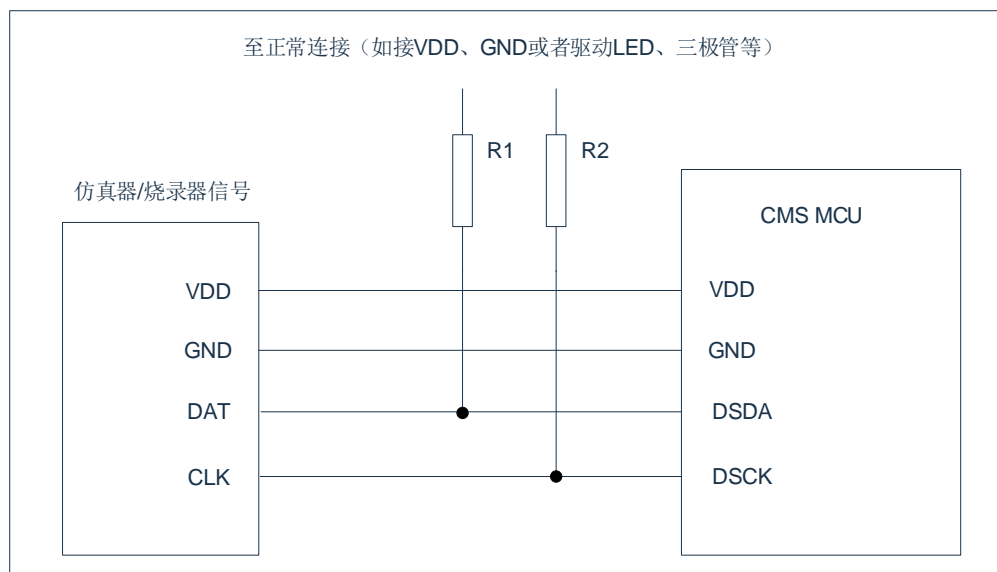 至正常连接（如接VDD、GND或者驱动LED、三极管等）
R1
R2
仿真器/烧录器信号
CMS MCU
VDD
VDD
GND
GND
DAT
DSDA
CLK
DSCK